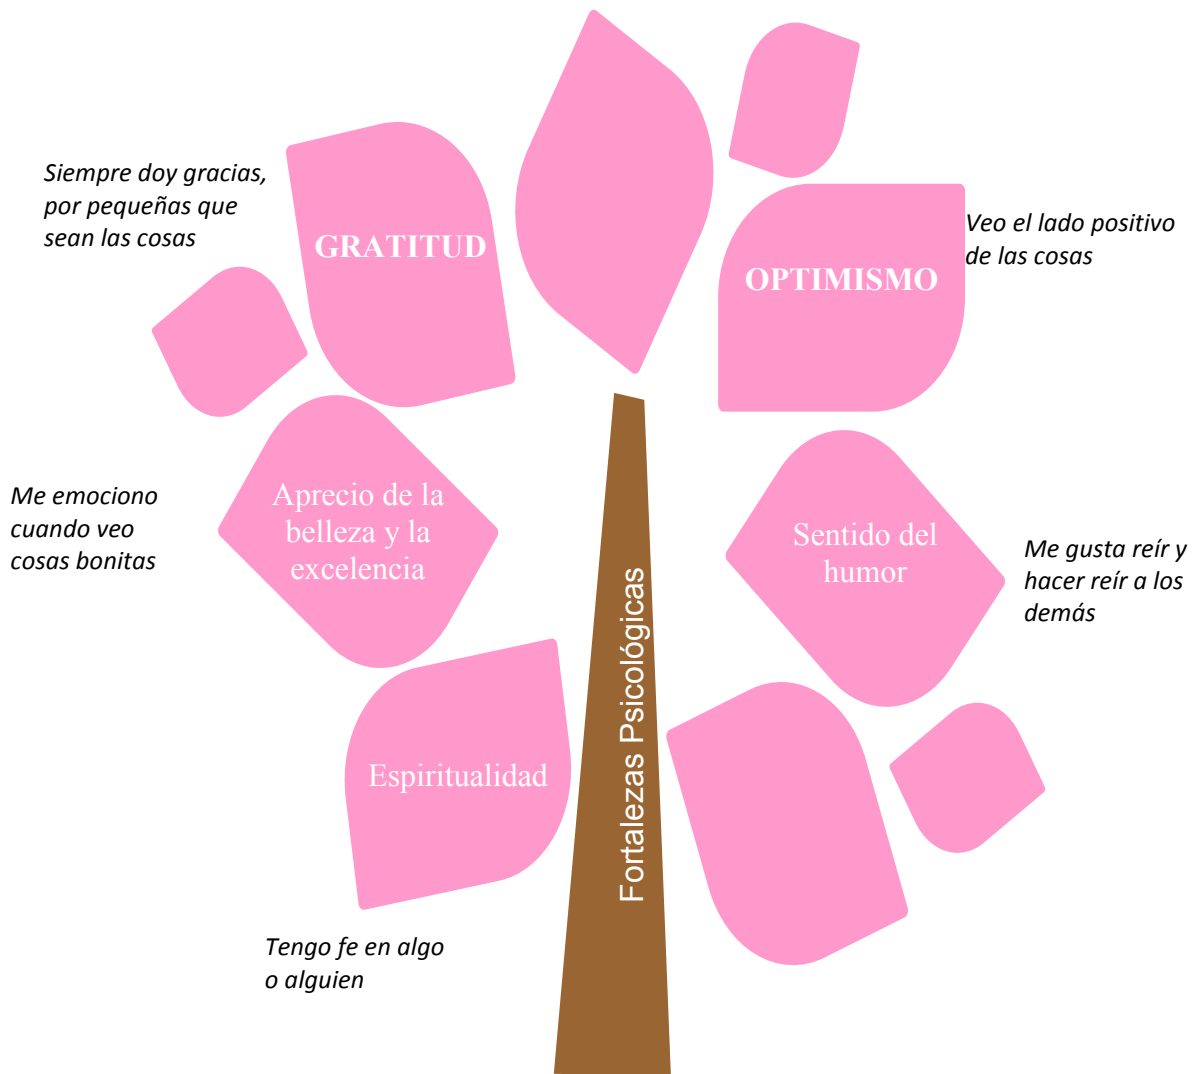 Siempre doy gracias,
por pequeñas que
sean las cosas
GRATITUD
OPTIMISMO
Veo el lado positivo
de las cosas
Me emociono
cuando veo
cosas bonitas
Aprecio de la
belleza y la
excelencia
Sentido del
humor
Me gusta reír y
hacer reír a los
demás
Espiritualidad
Tengo fe en algo
o alguien
Fortalezas Psicológicas